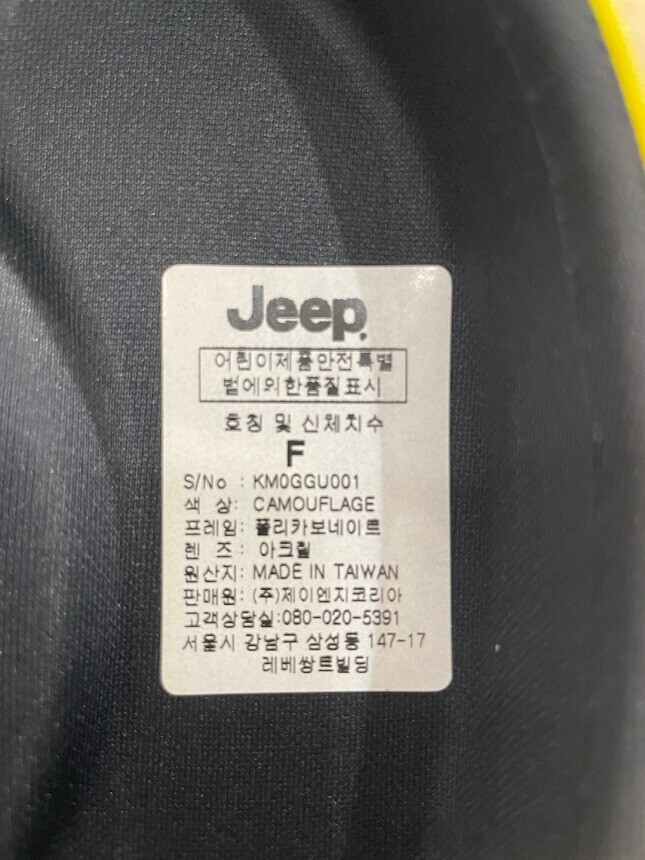 Jeep
어린이제품안전특별
법에의한품질표시
호칭 및 신체치수
F
S/No : KM0GGU001
색 상: CAMOUFLAGE
프레임: 폴리카보네이트
렌 즈: 아크릴
원산지: MADE IN TAIWAN
판매원: (주)제이엔지코리아
고객상담실:080-020-5391
서울시 강남구 삼성동 147-17
레베쌍트빌딩